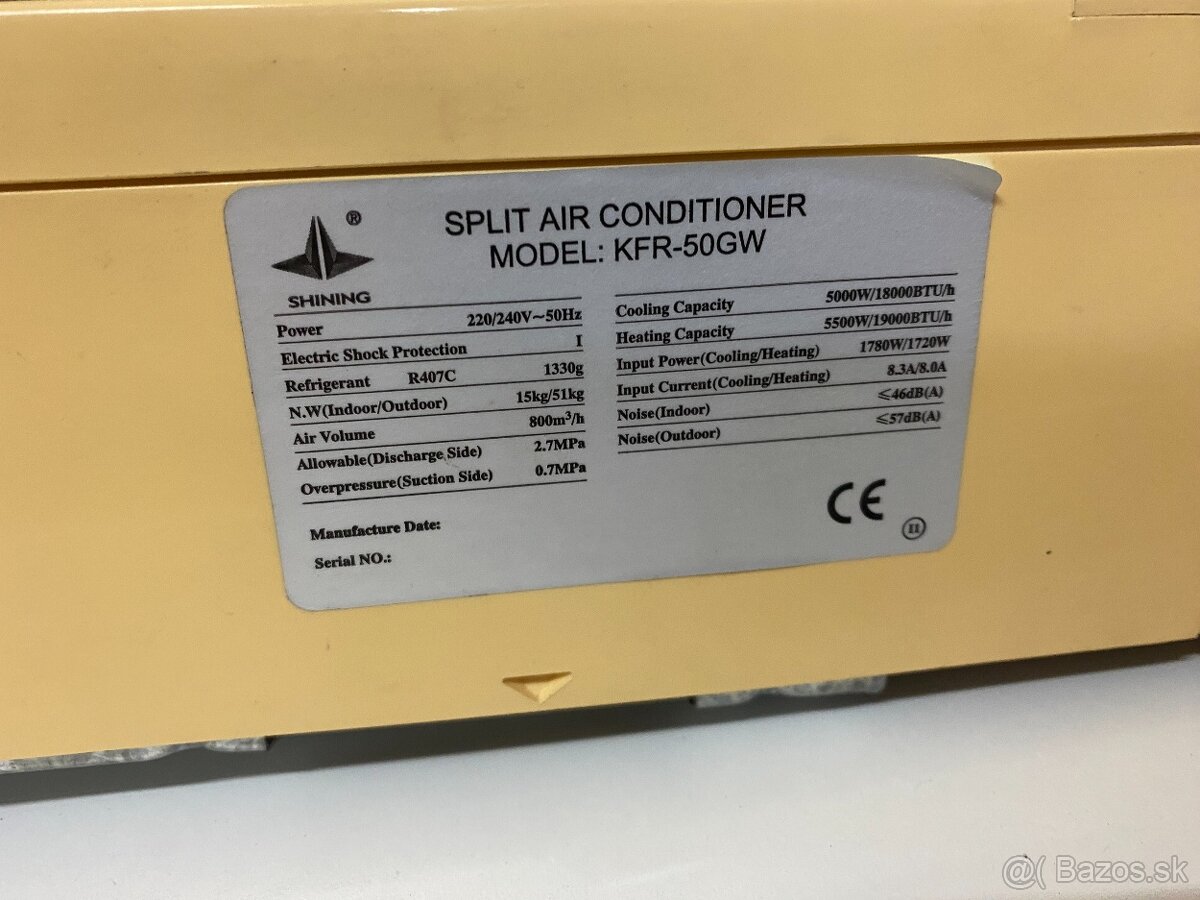 ®
SHINING
SPLIT AIR CONDITIONER
MODEL: KFR-50GW
Power 220/240V~50Hz
Electric Shock Protection I
Refrigerant R407C 1330g
N.W(Indoor/Outdoor) 15kg/51kg
Air Volume 800m³/h
Allowable(Discharge Side) 2.7MPa
Overpressure(Suction Side) 0.7MPa
Manufacture Date:
Serial NO.:
Cooling Capacity 5000W/18000BTU/h
Heating Capacity 5500W/19000BTU/h
Input Power(Cooling/Heating) 1780W/1720W
Input Current(Cooling/Heating) 8.3A/8.0A
Noise(Indoor) ≤46dB(A)
Noise(Outdoor) ≤57dB(A)
CE
II
@( Bazos.sk